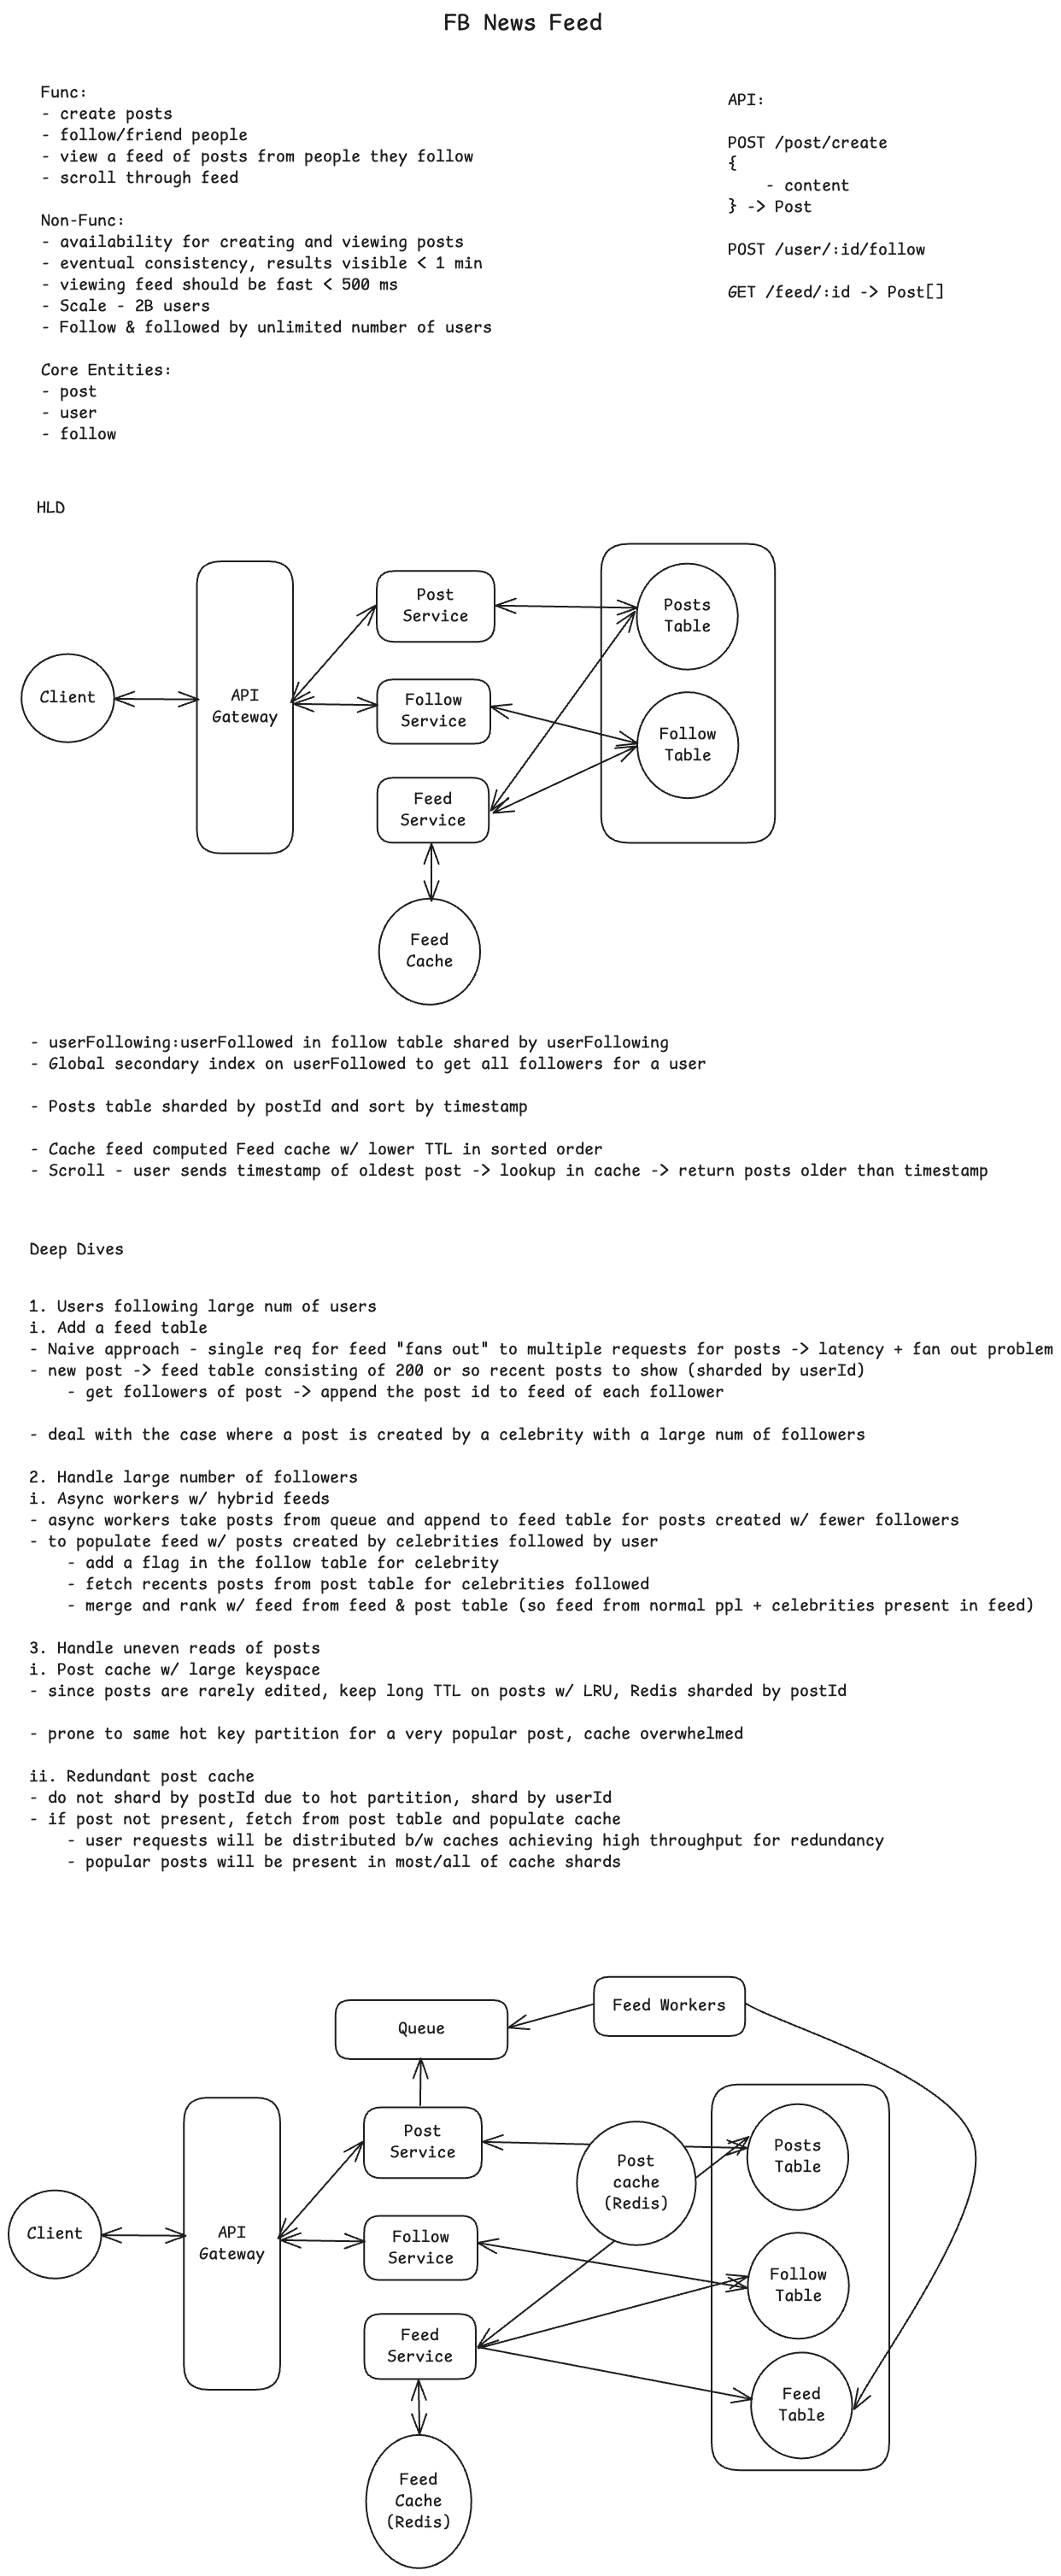 FB News Feed
Func:
- create posts
- follow/friend people
- view a feed of posts from people they follow
- scroll through feed
Non-Func:
- availability for creating and viewing posts
- eventual consistency, results visible < 1 min
- viewing feed should be fast < 500 ms
- Scale - 2B users
- Follow & followed by unlimited number of users
Core Entities:
- post
- user
- follow
API:
POST /post/create
{
- content
} -> Post
POST /user/:id/follow
GET /feed/:id -> Post[]
HLD
Client
API
Gateway
Post
Service
Follow
Service
Feed
Service
Feed
Cache
Posts
Table
Follow
Table
- userFollowing:userFollowed in follow table shared by userFollowing
- Global secondary index on userFollowed to get all followers for a user
- Posts table sharded by postId and sort by timestamp
- Cache feed computed Feed cache w/ lower TTL in sorted order
- Scroll - user sends timestamp of oldest post -> lookup in cache -> return posts older than timestamp
Deep Dives
1. Users following large num of users
i. Add a feed table
- Naive approach - single req for feed "fans out" to multiple requests for posts -> latency + fan out problem
- new post -> feed table consisting of 200 or so recent posts to show (sharded by userId)
- get followers of post -> append the post id to feed of each follower
- deal with the case where a post is created by a celebrity with a large num of followers
2. Handle large number of followers
i. Async workers w/ hybrid feeds
- async workers take posts from queue and append to feed table for posts created w/ fewer followers
- to populate feed w/ posts created by celebrities followed by user
- add a flag in the follow table for celebrity
- fetch recents posts from post table for celebrities followed
- merge and rank w/ feed from feed & post table (so feed from normal ppl + celebrities present in feed)
3. Handle uneven reads of posts
i. Post cache w/ large keyspace
- since posts are rarely edited, keep long TTL on posts w/ LRU, Redis sharded by postId
- prone to same hot key partition for a very popular post, cache overwhelmed
ii. Redundant post cache
- do not shard by postId due to hot partition, shard by userId
- if post not present, fetch from post table and populate cache
- user requests will be distributed b/w caches achieving high throughput for redundancy
- popular posts will be present in most/all of cache shards
Queue
Feed Workers
Client
API
Gateway
Post
Service
Follow
Service
Feed
Service
Feed
Cache
(Redis)
Post
cache
(Redis)
Posts
Table
Follow
Table
Feed
Table